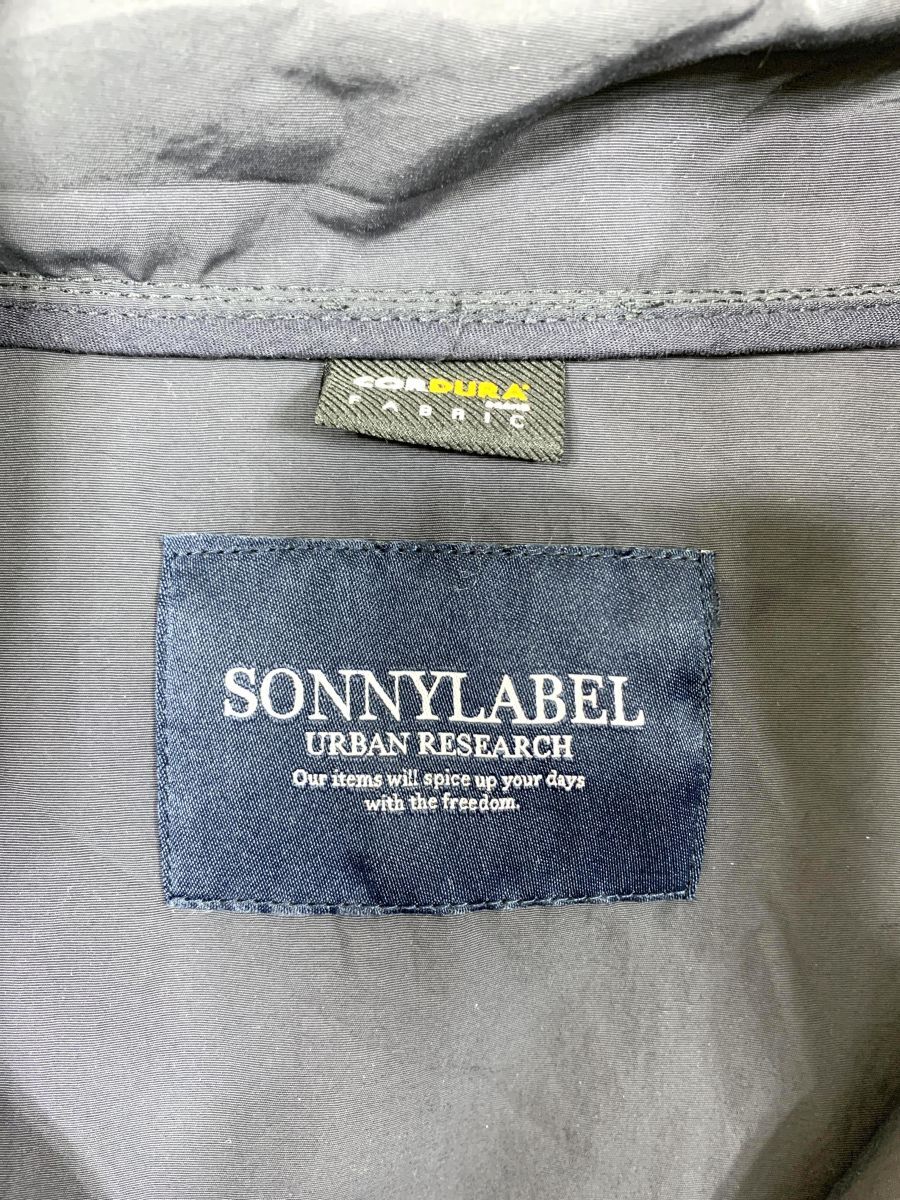 CORDURA®
FABRIC
SONNYLABEL
URBAN RESEARCH
Our items will spice up your days
with the freedom.